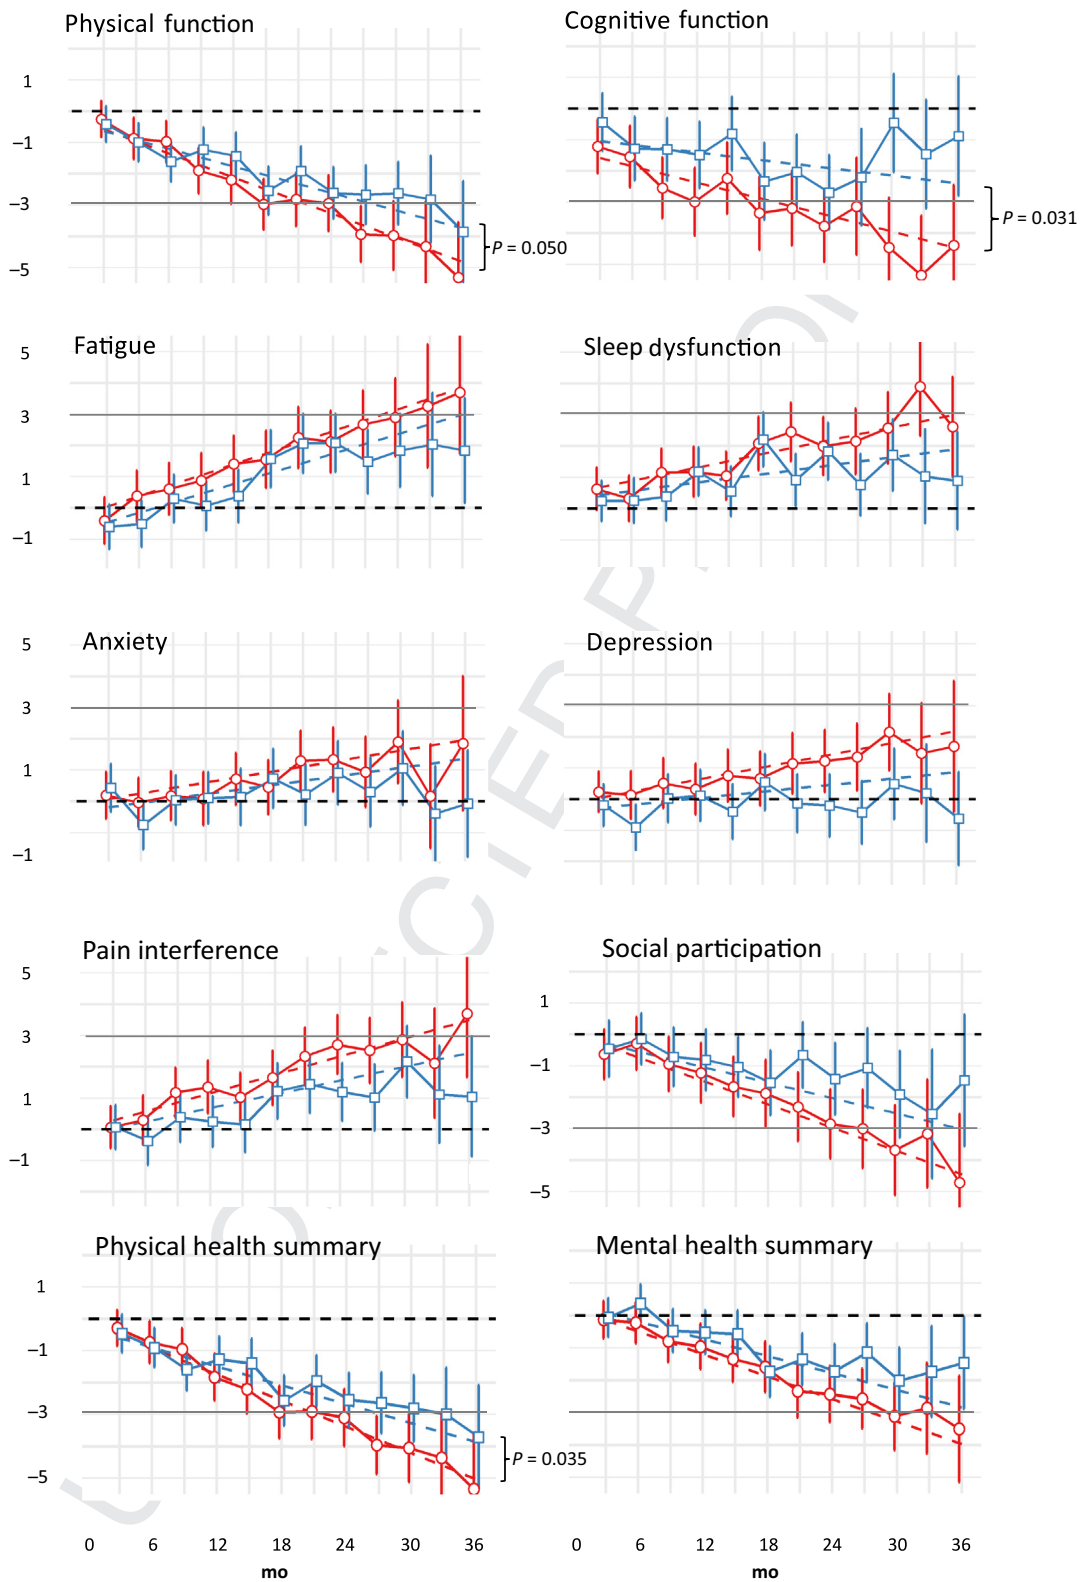 Physical function
Cognitive function
1
−1
−3
−5
P = 0.050
P = 0.031
Fatigue
Sleep dysfunction
5
3
1
−1
Anxiety
Depression
5
3
1
−1
Pain interference
Social participation
5
3
1
−1
1
−1
−3
−5
Physical health summary
Mental health summary
1
−1
−3
−5
P = 0.035
0 6 12 18 24 30 36
mo
0 6 12 18 24 30 36
mo